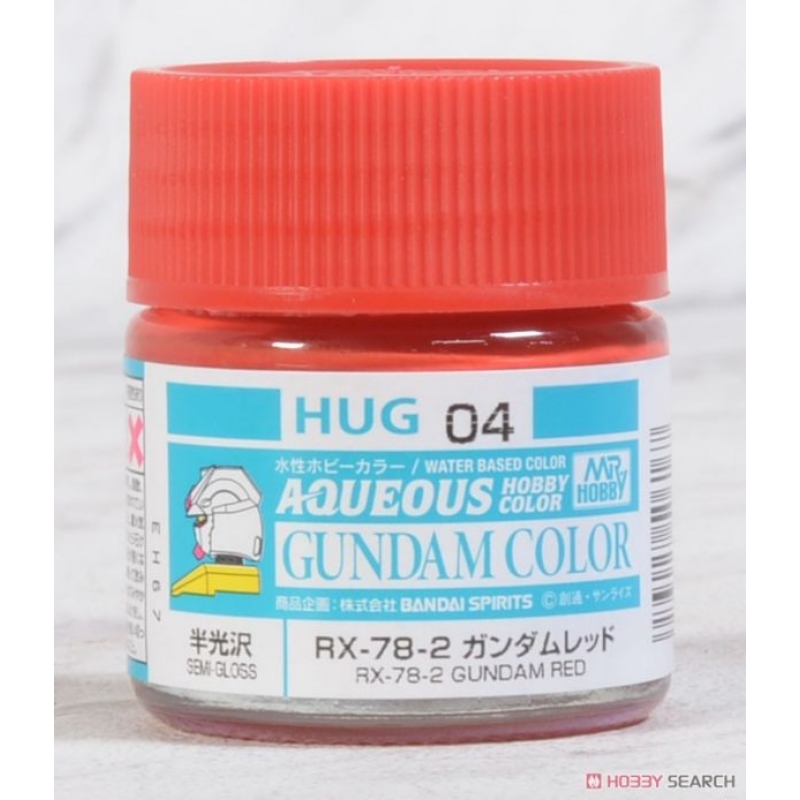 HUG 04
水性ホビーカラー / WATER BASED COLOR
AQUEOUS HOBBY COLOR
MR HOBBY
GUNDAM COLOR
商品企画:株式会社 BANDAI SPIRITS ©創通・サンライズ
半光沢
SEMI-GLOSS
RX-78-2 ガンダムレッド
RX-78-2 GUNDAM RED
EH67
HOBBY SEARCH